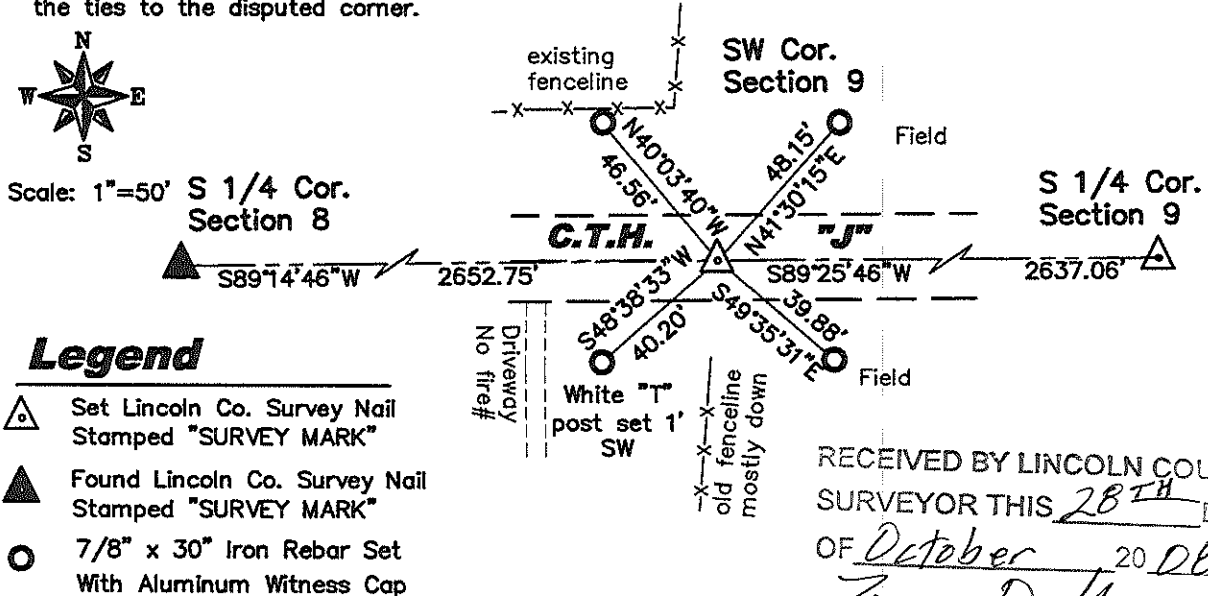 the ties to the disputed corner.
N
W E
S
Scale: 1"=50'
existing
fenceline
SW Cor.
Section 9
Field
S 1/4 Cor.
Section 8
S 1/4 Cor.
Section 9
N40°03'40"W
46.56'
48.15'
N41°30'15"E
C.T.H. "J"
S89°14'46"W
2652.75'
S89°25'46"W
2637.06'
S48°38'33"W
40.20'
S49°35'31"E
39.88'
Driveway
No fire#
White "T"
post set 1'
SW
old fenceline
mostly down
Field
Legend
Set Lincoln Co. Survey Nail
Stamped "SURVEY MARK"
Found Lincoln Co. Survey Nail
Stamped "SURVEY MARK"
7/8" x 30" Iron Rebar Set
With Aluminum Witness Cap
RECEIVED BY LINCOLN COU
SURVEYOR THIS 28TH D
OF October 20 08